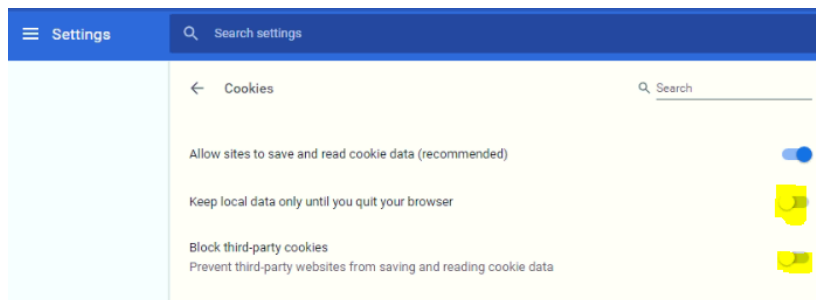 Settings
Search settings
Cookies
Search
Allow sites to save and read cookie data (recommended)
Keep local data only until you quit your browser
Block third-party cookies
Prevent third-party websites from saving and reading cookie data